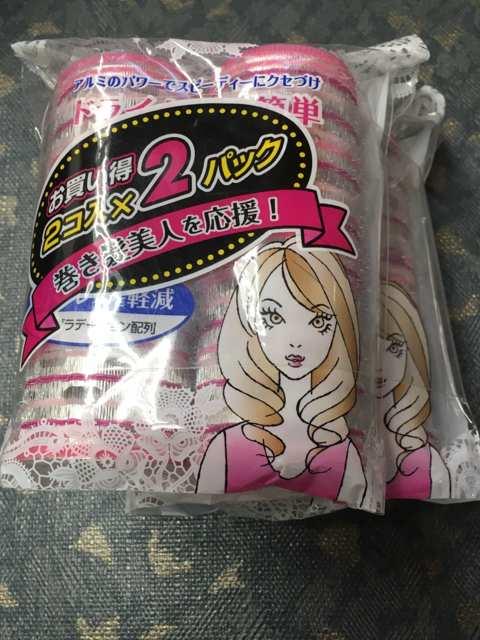 アルミのパワーでスピーディーにクセづけ
ドライ 簡単
お買い得
2コ入×2パック
巻き髪美人を応援！
軽減
グラデーション配列